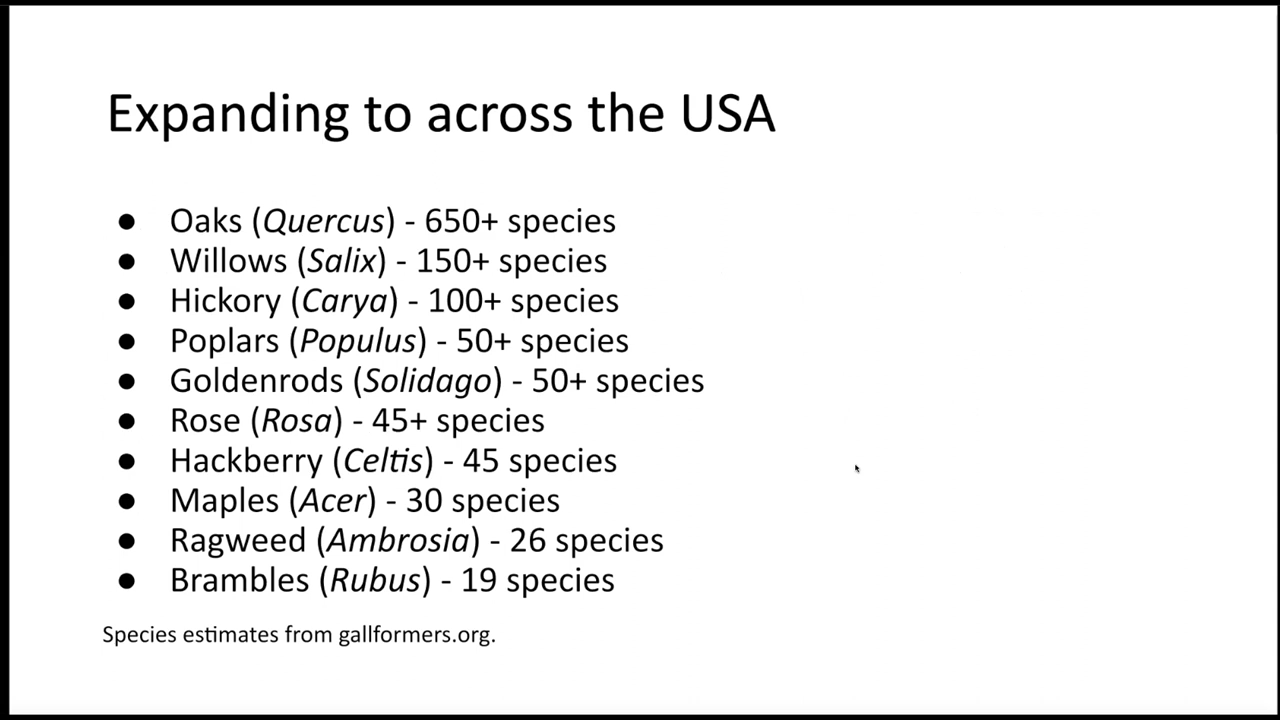 Expanding to across the USA
● Oaks (Quercus) - 650+ species
● Willows (Salix) - 150+ species
● Hickory (Carya) - 100+ species
● Poplars (Populus) - 50+ species
● Goldenrods (Solidago) - 50+ species
● Rose (Rosa) - 45+ species
● Hackberry (Celtis) - 45 species
● Maples (Acer) - 30 species
● Ragweed (Ambrosia) - 26 species
● Brambles (Rubus) - 19 species
Species estimates from gallformers.org.